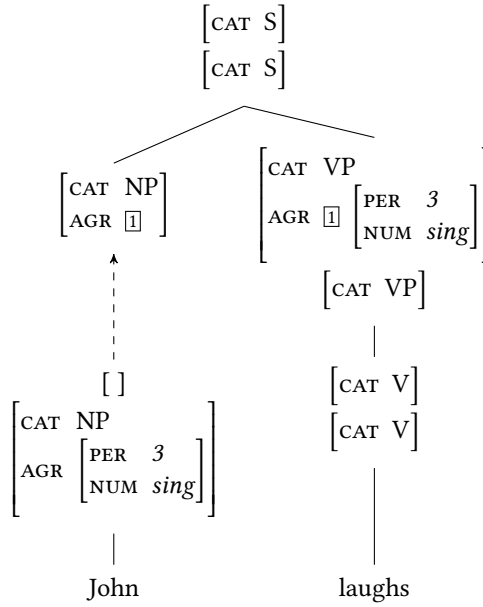 [CAT S]
[CAT S]
[CAT NP
AGR 1]
[CAT VP
AGR 1 [PER 3
NUM sing]]
[CAT VP]
[ ]
[CAT NP
AGR [PER 3
NUM sing]]
[CAT V]
[CAT V]
John
laughs